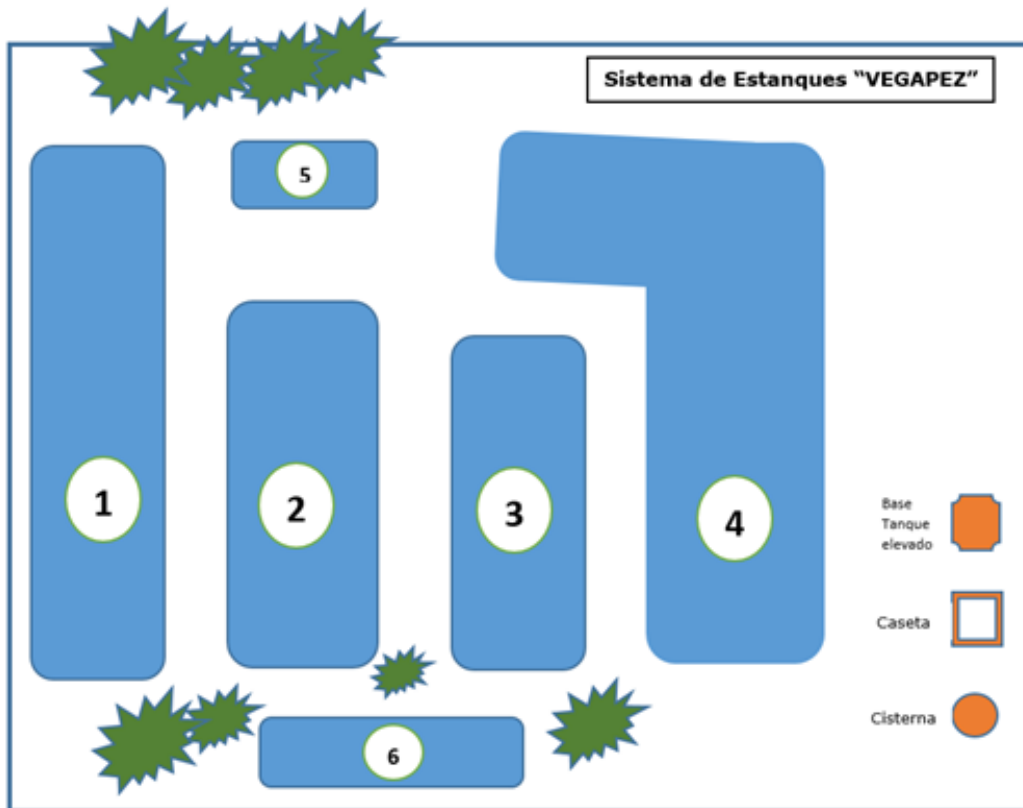 Sistema de Estanques “VEGAPEZ”
5
1
2
3
4
Base
Tanque
elevado
Caseta
Cisterna
6